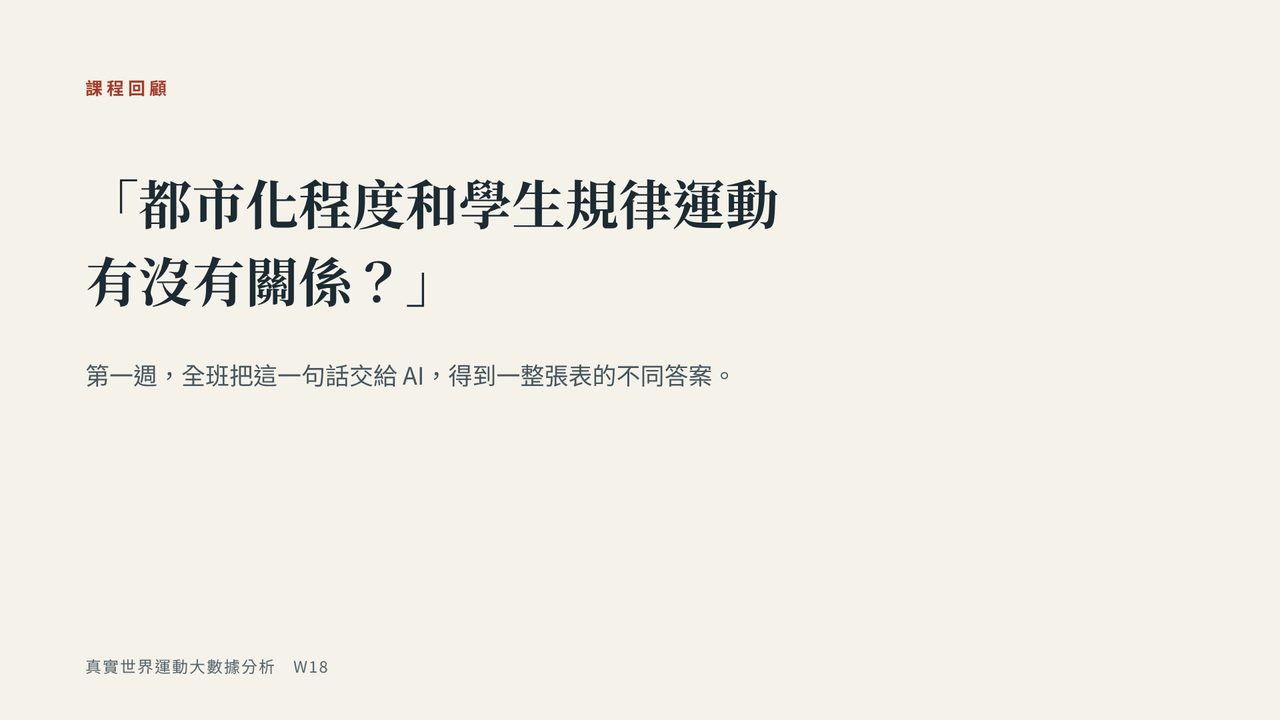 課程回顧
「都市化程度和學生規律運動
有沒有關係？」
第一週，全班把這一句話交給 AI，得到一整張表的不同答案。
真實世界運動大數據分析　W18